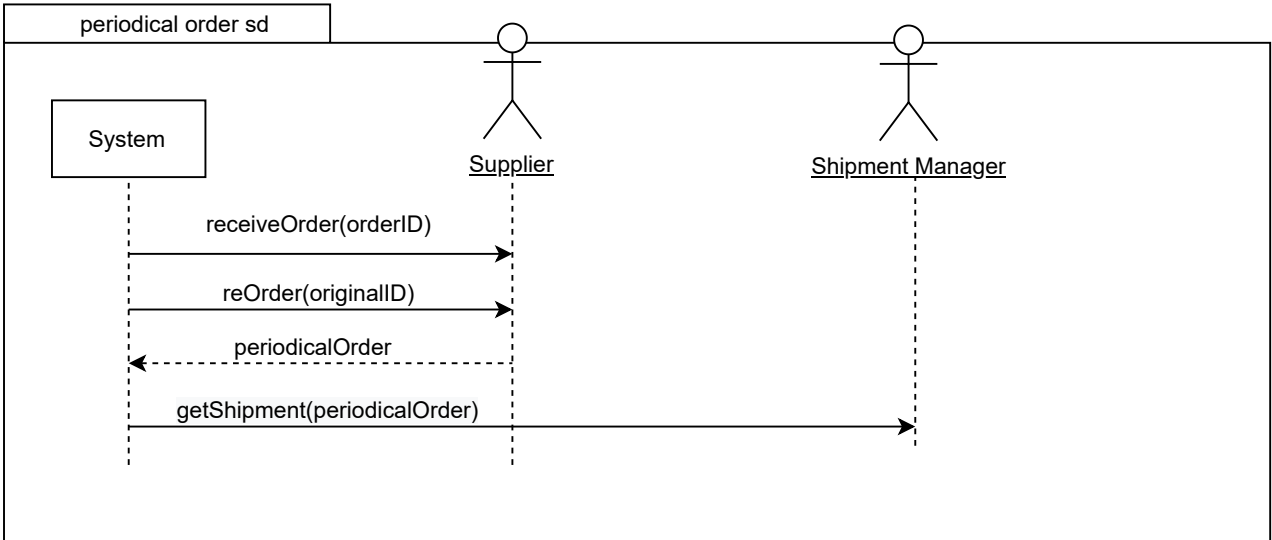 periodical order sd
System
Supplier
Shipment Manager
receiveOrder(orderID)
reOrder(originalID)
periodicalOrder
getShipment(periodicalOrder)